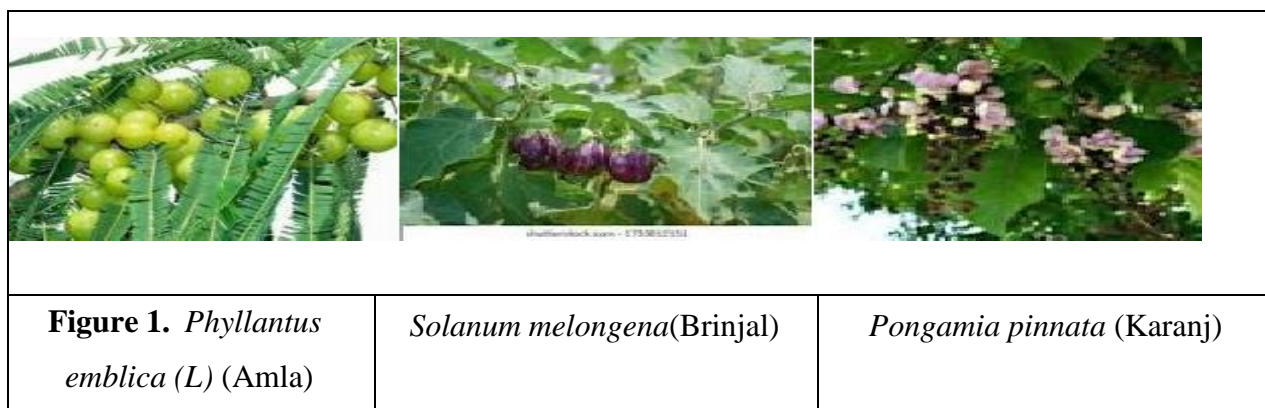 Figure 1. Phyllantus
emblica (L) (Amla)
Solanum melongena(Brinjal)
Pongamia pinnata (Karanj)